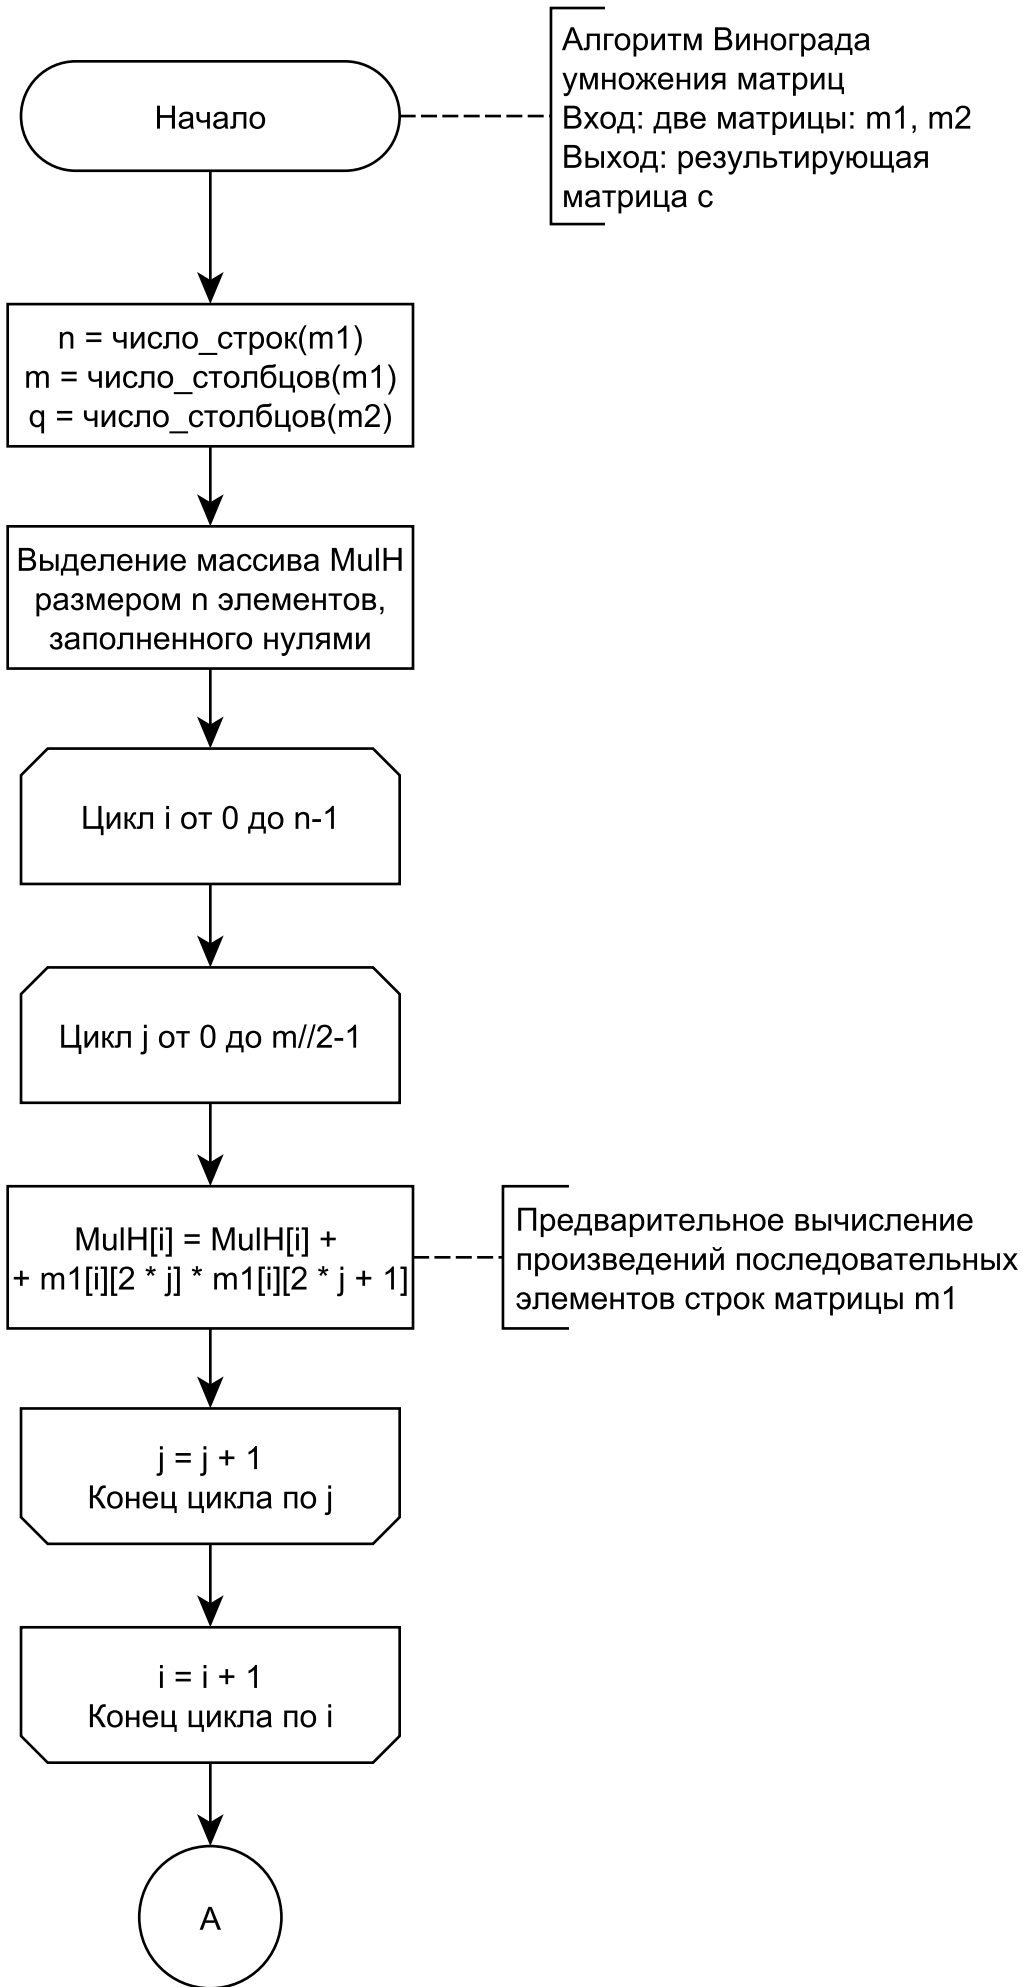 Начало
Алгоритм Винограда
умножения матриц
Вход: две матрицы: m1, m2
Выход: результирующая
матрица c
n = число_строк(m1)
m = число_столбцов(m1)
q = число_столбцов(m2)
Выделение массива MulH
размером n элементов,
заполненного нулями
Цикл i от 0 до n-1
Цикл j от 0 до m//2-1
MulH[i] = MulH[i] +
+ m1[i][2 * j] * m1[i][2 * j + 1]
Предварительное вычисление
произведений последовательных
элементов строк матрицы m1
j = j + 1
Конец цикла по j
i = i + 1
Конец цикла по i
A